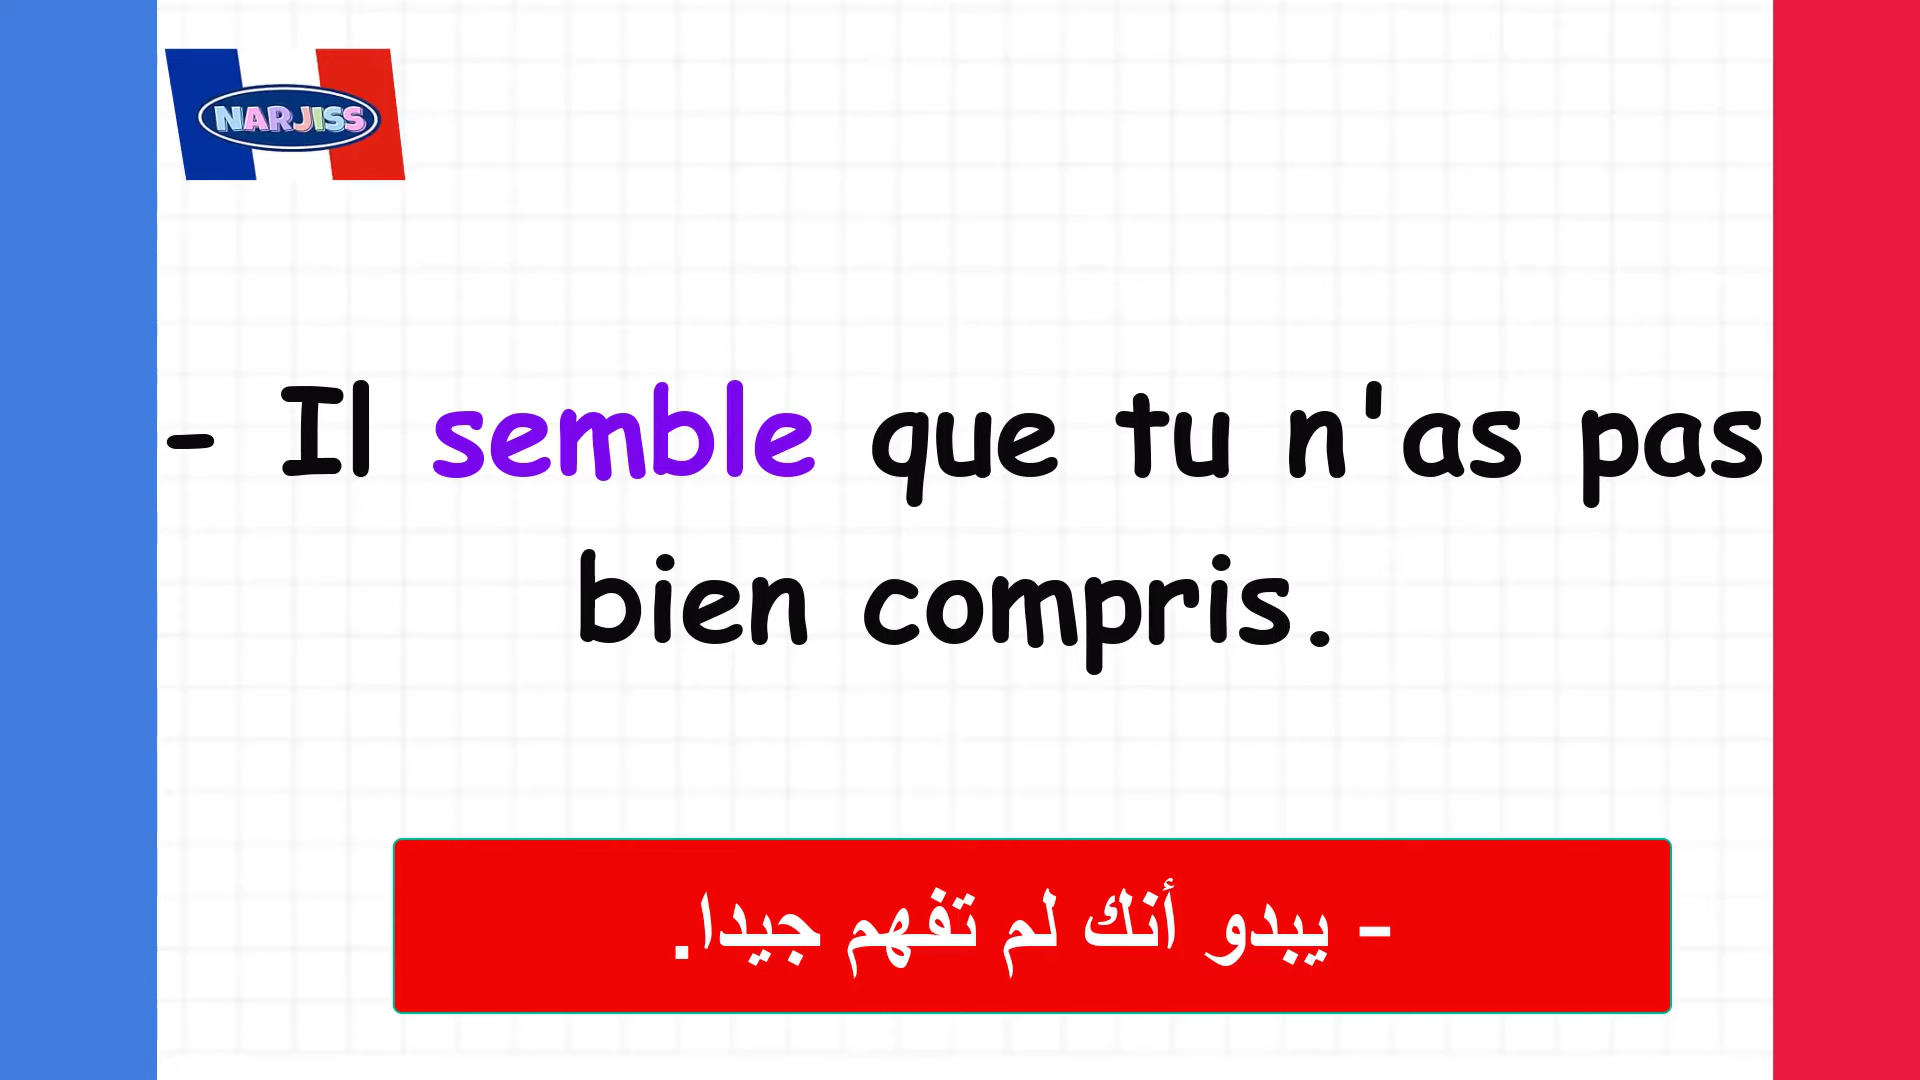 NARJISS
- Il semble que tu n'as pas
bien compris.
- يبدو أنك لم تفهم جيدا.